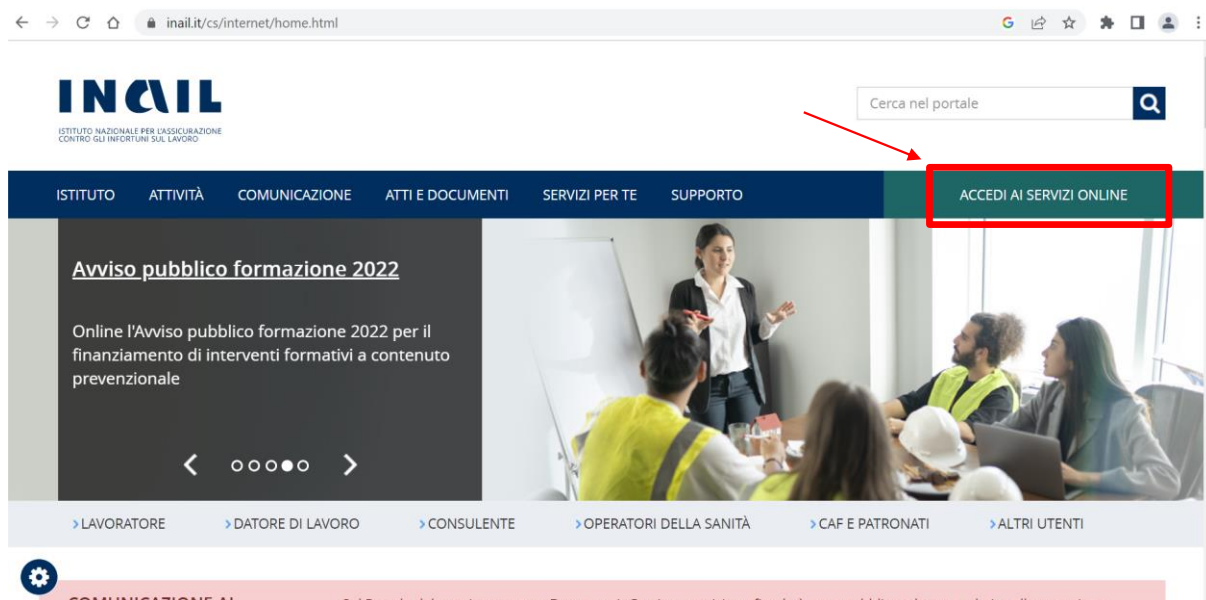 inail.it/cs/internet/home.html
INAIL
ISTITUTO NAZIONALE PER L'ASSICURAZIONE
CONTRO GLI INFORTUNI SUL LAVORO
Cerca nel portale
ISTITUTO ATTIVITÀ COMUNICAZIONE ATTI E DOCUMENTI SERVIZI PER TE SUPPORTO ACCEDI AI SERVIZI ONLINE
Avviso pubblico formazione 2022
Online l'Avviso pubblico formazione 2022 per il
finanziamento di interventi formativi a contenuto
prevenzionale
LAVORATORE DATORE DI LAVORO CONSULENTE OPERATORI DELLA SANITÀ CAF E PATRONATI ALTRI UTENTI